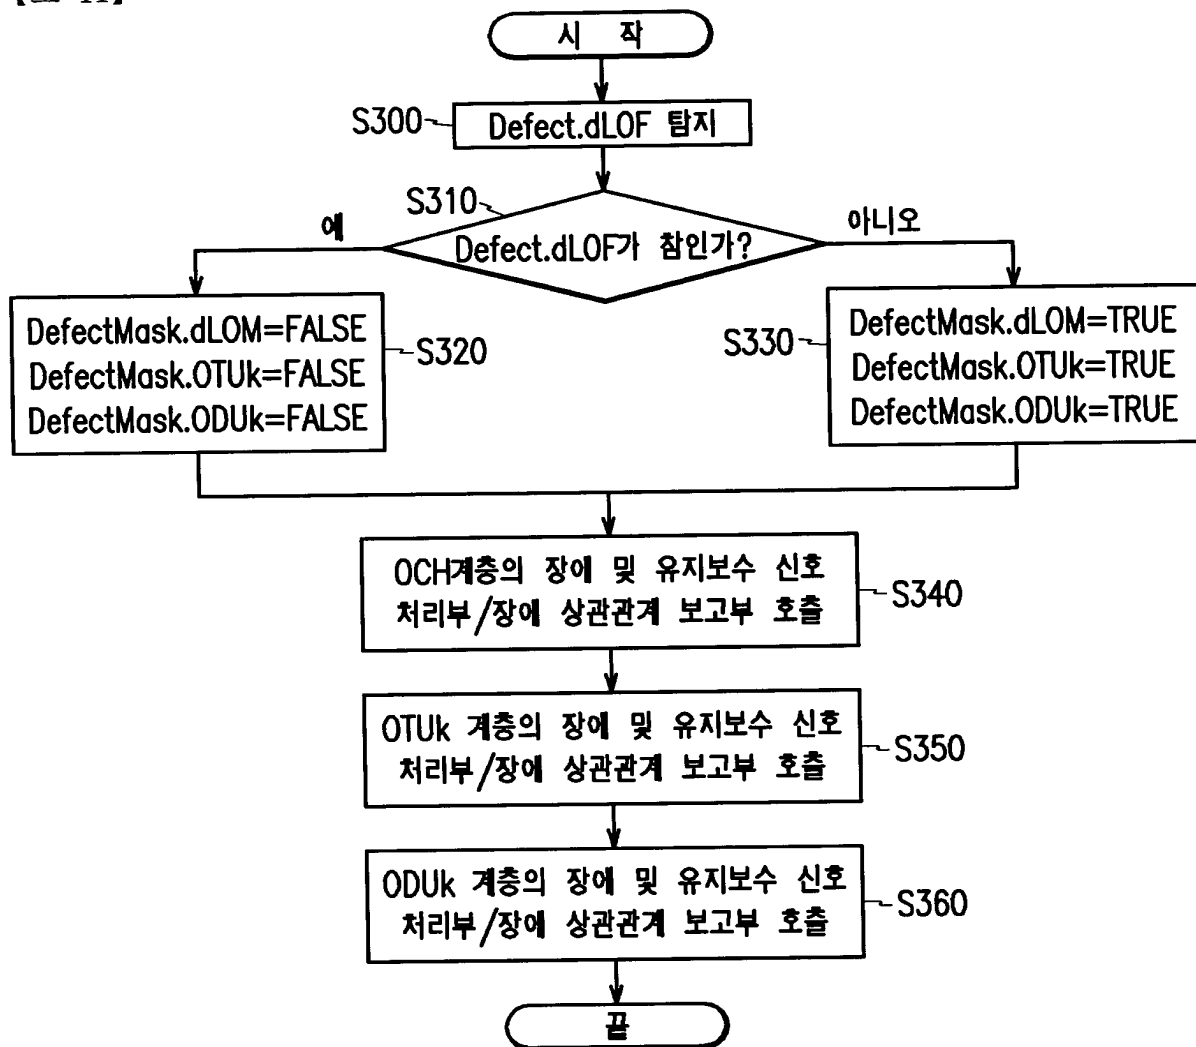 시 작
S300
Defect.dLOF 탐지
S310
예
아니오
Defect.dLOF가 참인가?
DefectMask.dLOM=FALSE
DefectMask.OTUk=FALSE
DefectMask.ODUk=FALSE
S320
S330
DefectMask.dLOM=TRUE
DefectMask.OTUk=TRUE
DefectMask.ODUk=TRUE
OCH계층의 장애 및 유지보수 신호
처리부/장애 상관관계 보고부 호출
S340
OTUk 계층의 장애 및 유지보수 신호
처리부/장애 상관관계 보고부 호출
S350
ODUk 계층의 장애 및 유지보수 신호
처리부/장애 상관관계 보고부 호출
S360
끝